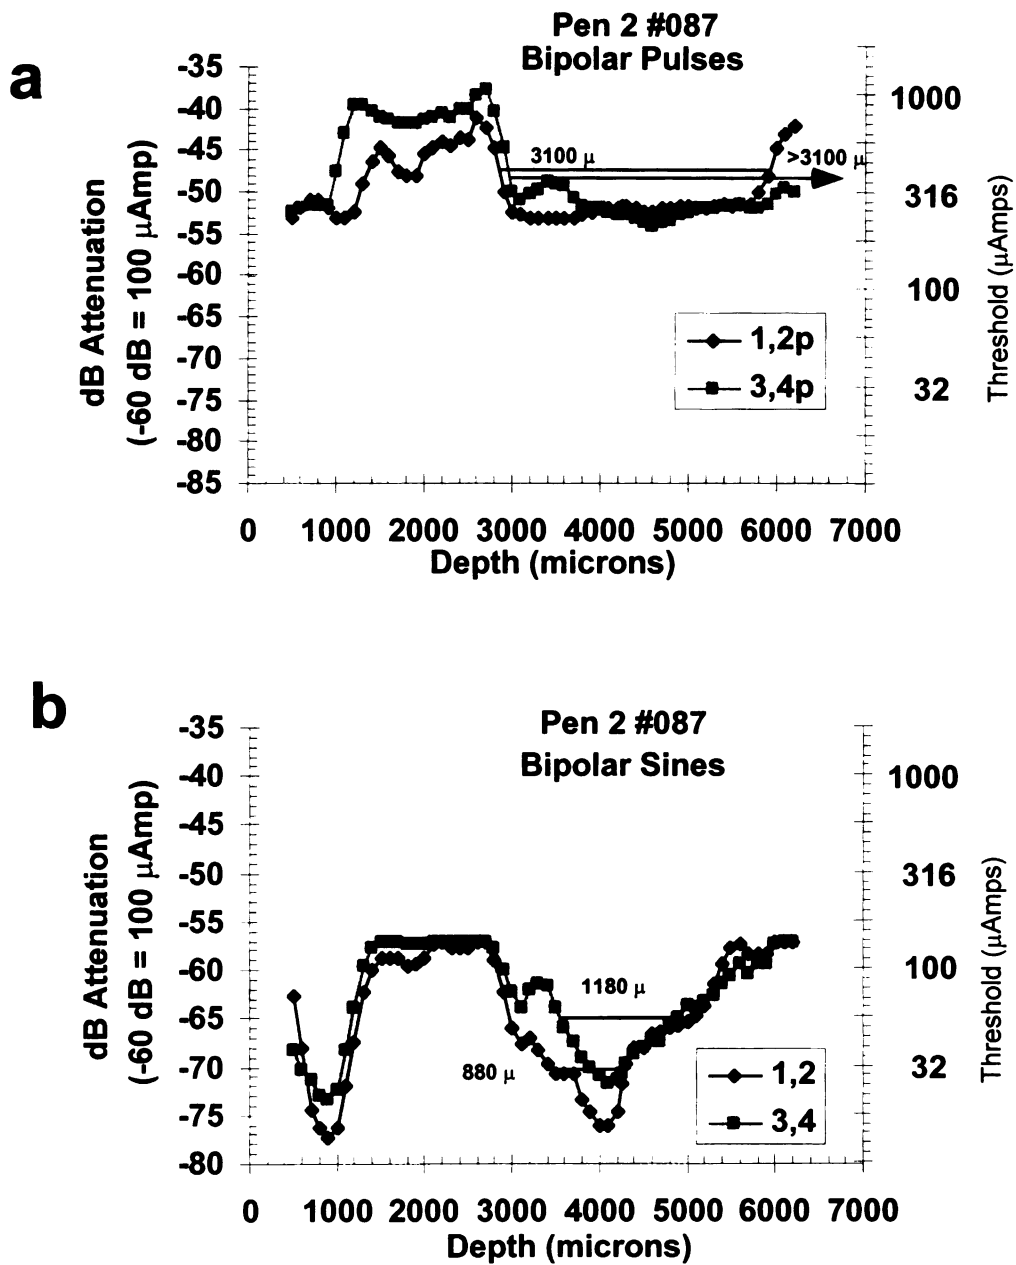 a
Pen 2 #087
Bipolar Pulses
dB Attenuation
(-60 dB = 100 µAmp)
-35
-40
-45
-50
-55
-60
-65
-70
-75
-80
-85
3100 µ
>3100 µ
1000
316
100
32
Threshold (µAmps)
1,2p
3,4p
0 1000 2000 3000 4000 5000 6000 7000
Depth (microns)
b
Pen 2 #087
Bipolar Sines
dB Attenuation
(-60 dB = 100 µAmp)
-35
-40
-45
-50
-55
-60
-65
-70
-75
-80
1180 µ
880 µ
1000
316
100
32
Threshold (µAmps)
1,2
3,4
0 1000 2000 3000 4000 5000 6000 7000
Depth (microns)